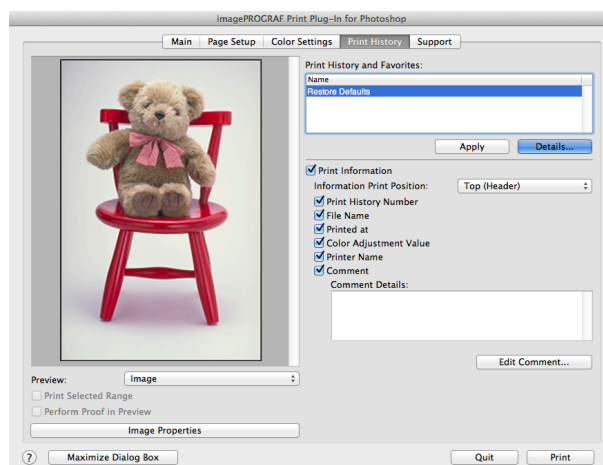 imagePROGRAF Print Plug-In for Photoshop
Main Page Setup Color Settings Print History Support
Print History and Favorites:
Name
Restore Defaults
Apply Details...
Print Information
Information Print Position: Top (Header)
Print History Number
File Name
Printed at
Color Adjustment Value
Printer Name
Comment
Comment Details:
Edit Comment...
Preview: Image
Print Selected Range
Perform Proof in Preview
Image Properties
? Maximize Dialog Box Quit Print